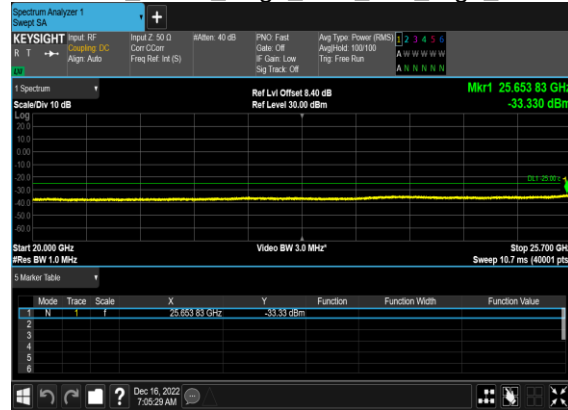 Spectrum Analyzer 1
Swept SA
KEYSIGHT Input: RF Input Z: 50 Ω #Atten: 40 dB PNO: Fast Avg Type: Power (RMS) 1 2 3 4 5 6
R T Coupling: DC Corr CCorr Gate: Off Avg|Hold: 100/100 A W W W W W
Align: Auto Freq Ref: Int (S) IF Gain: Low Trig: Free Run
Sig Track: Off A N N N N N
1 Spectrum Ref Lvl Offset 8.40 dB Mkr1 25.653 83 GHz
Scale/Div 10 dB Ref Level 30.00 dBm -33.330 dBm
Log
20.0
10.0
0.00
-10.0
-20.0
-30.0
-40.0
-50.0
-60.0
Start 20.000 GHz Video BW 3.0 MHz* Stop 25.700 GHz
#Res BW 1.0 MHz Sweep 10.7 ms (40001 pts)
5 Marker Table
Mode Trace Scale X Y Function Function Width Function Value
1 N 1 f 25.653 83 GHz -33.33 dBm
2
3
4
5
6
Dec 16, 2022
7:05:29 AM